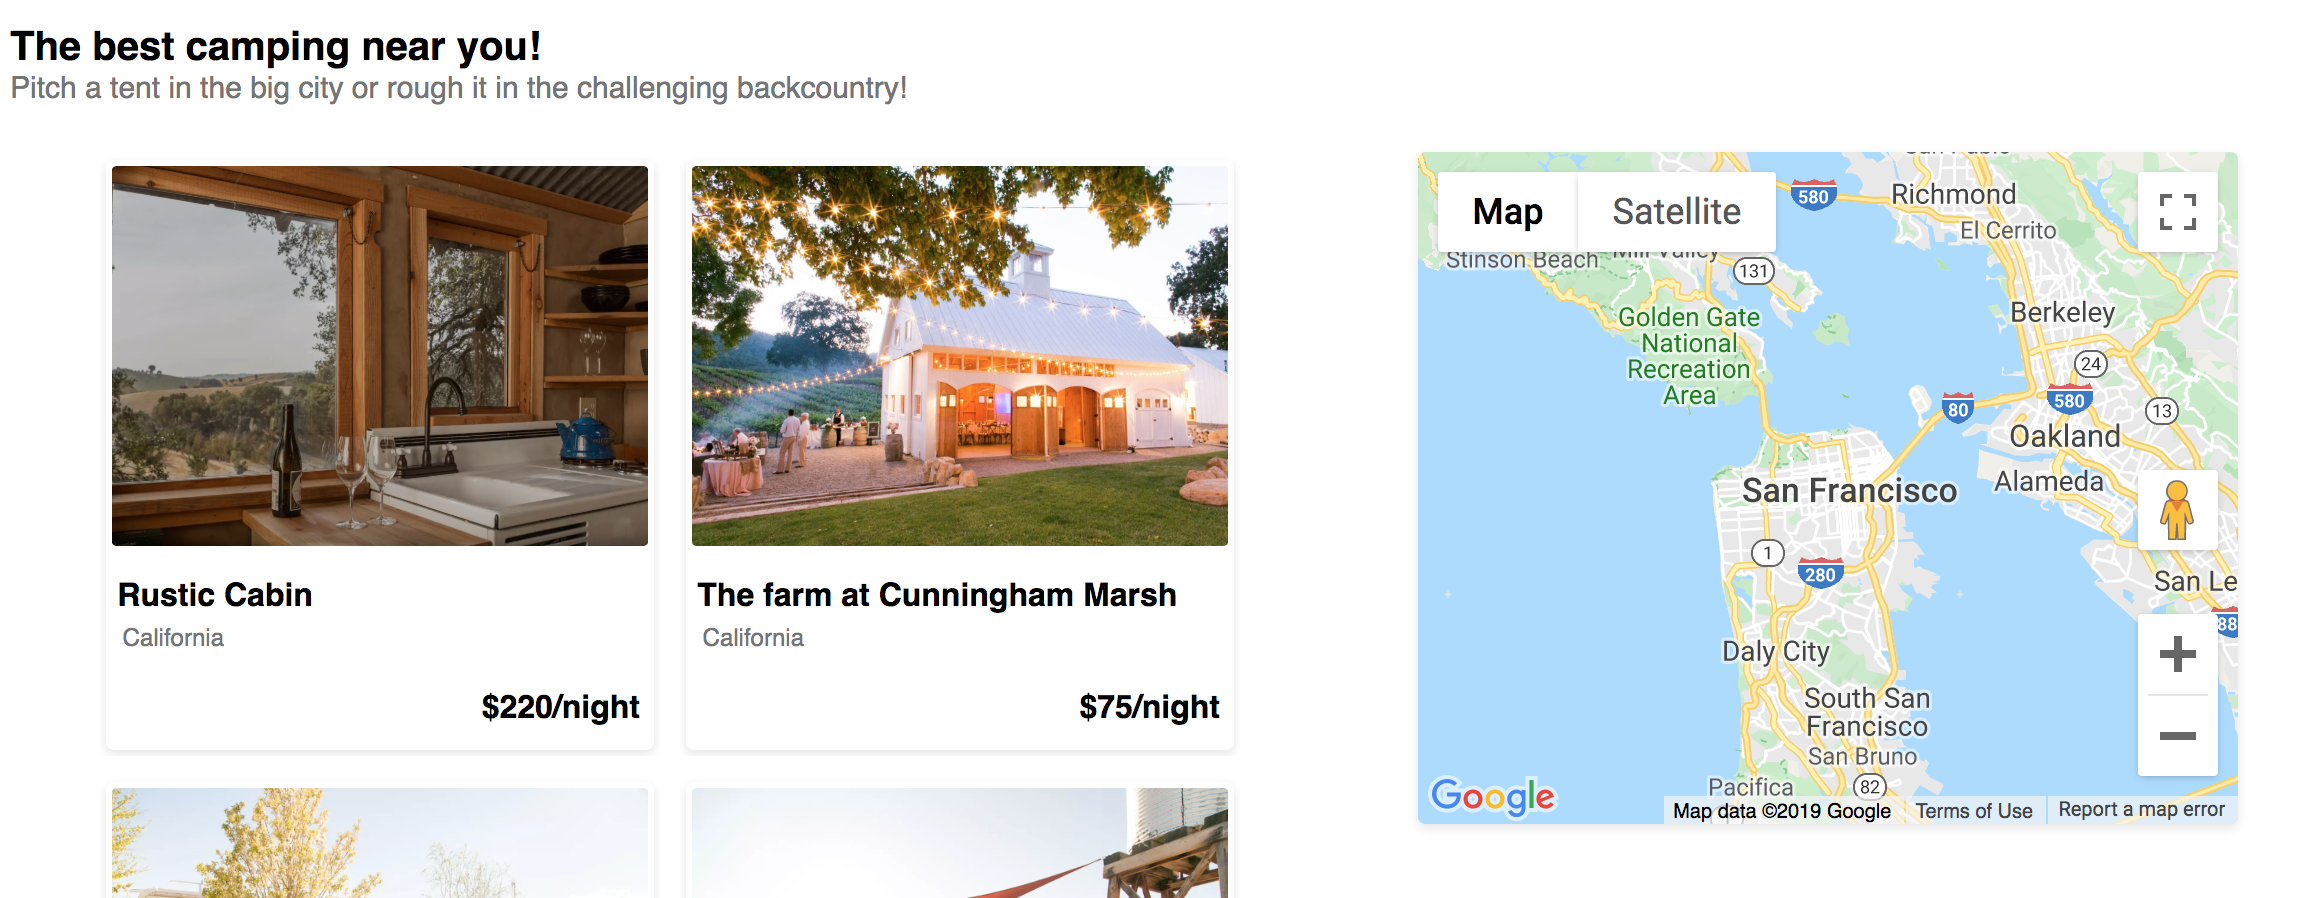 The best camping near you!
Pitch a tent in the big city or rough it in the challenging backcountry!
Rustic Cabin
California
$220/night
The farm at Cunningham Marsh
California
$75/night
Map
Satellite
580
Richmond
El Cerrito
Stinson Beach
Mill Valley
131
Golden Gate
National
Recreation
Area
Berkeley
24
80
580
13
Oakland
Alameda
San Francisco
1
280
San Le
88
Daly City
South San
Francisco
San Bruno
Pacifica
82
Google
Map data ©2019 Google
Terms of Use
Report a map error